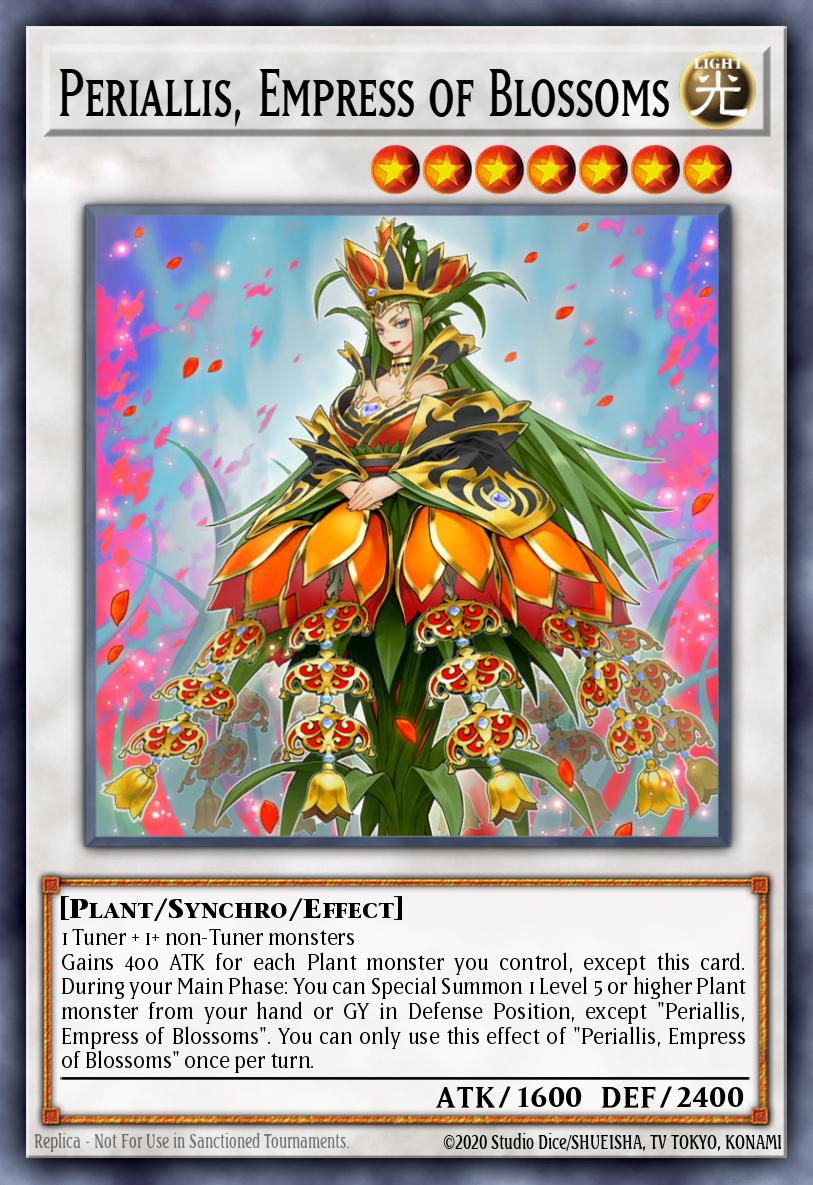 Periallis, Empress of Blossoms
LIGHT
光
[Plant/Synchro/Effect]
1 Tuner + 1+ non-Tuner monsters
Gains 400 ATK for each Plant monster you control, except this card.
During your Main Phase: You can Special Summon 1 Level 5 or higher Plant
monster from your hand or GY in Defense Position, except "Periallis,
Empress of Blossoms". You can only use this effect of "Periallis, Empress
of Blossoms" once per turn.
ATK/1600 DEF/2400
Replica - Not For Use in Sanctioned Tournaments.
©2020 Studio Dice/SHUEISHA, TV TOKYO, KONAMI